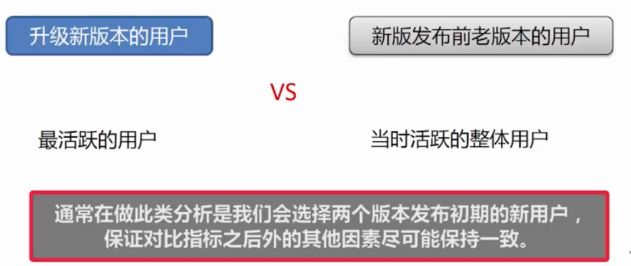 升级新版本的用户
新版发布前老版本的用户
VS
最活跃的用户
当时活跃的整体用户
通常在做此类分析是我们会选择两个版本发布初期的新用户，
保证对比指标之后外的其他因素尽可能保持一致。